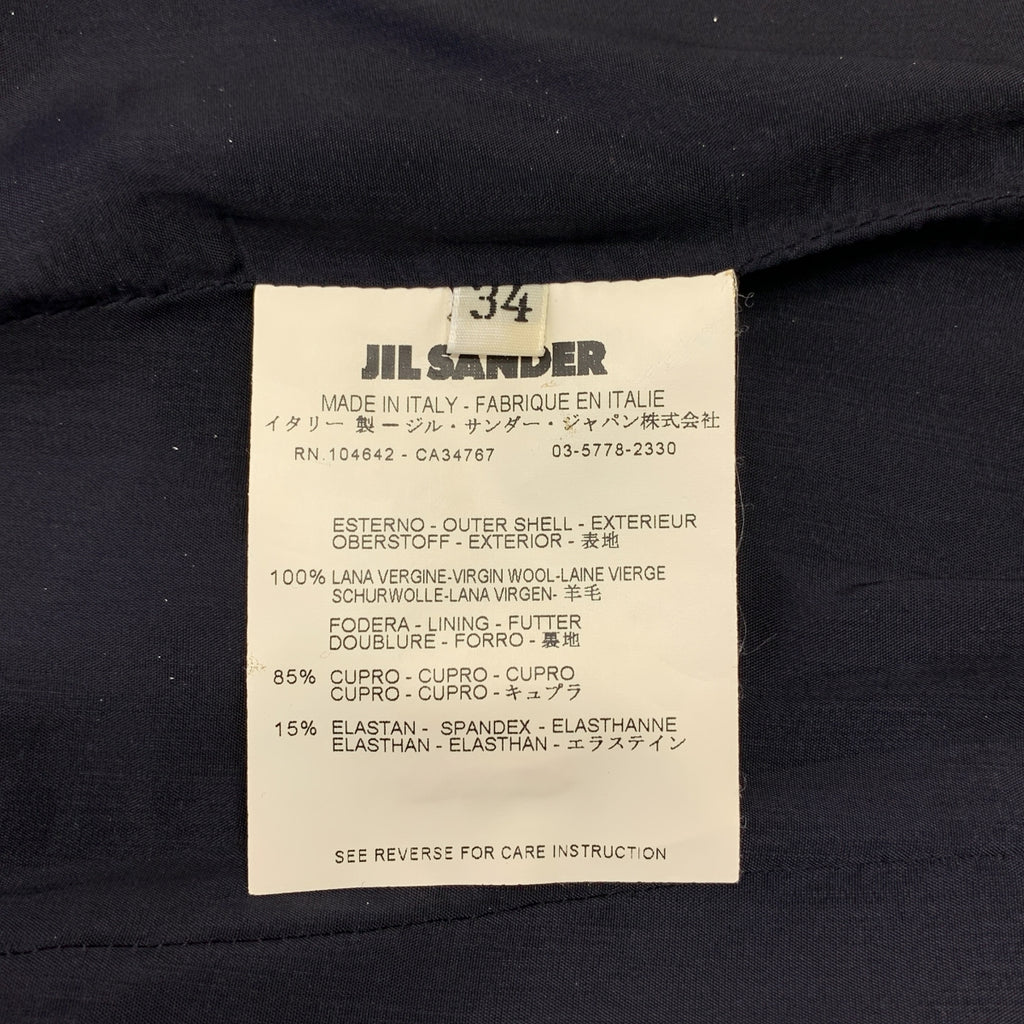 34
JIL SANDER
MADE IN ITALY - FABRIQUE EN ITALIE
イタリー 製 ー ジル・サンダー・ジャパン株式会社
RN.104642 - CA34767 03-5778-2330
ESTERNO - OUTER SHELL - EXTERIEUR
OBERSTOFF - EXTERIOR - 表地
100% LANA VERGINE-VIRGIN WOOL-LAINE VIERGE
SCHURWOLLE-LANA VIRGEN- 羊毛
FODERA - LINING - FUTTER
DOUBLURE - FORRO - 裏地
85% CUPRO - CUPRO - CUPRO
CUPRO - CUPRO - キュプラ
15% ELASTAN - SPANDEX - ELASTHANNE
ELASTHAN - ELASTHAN - エラステイン
SEE REVERSE FOR CARE INSTRUCTION